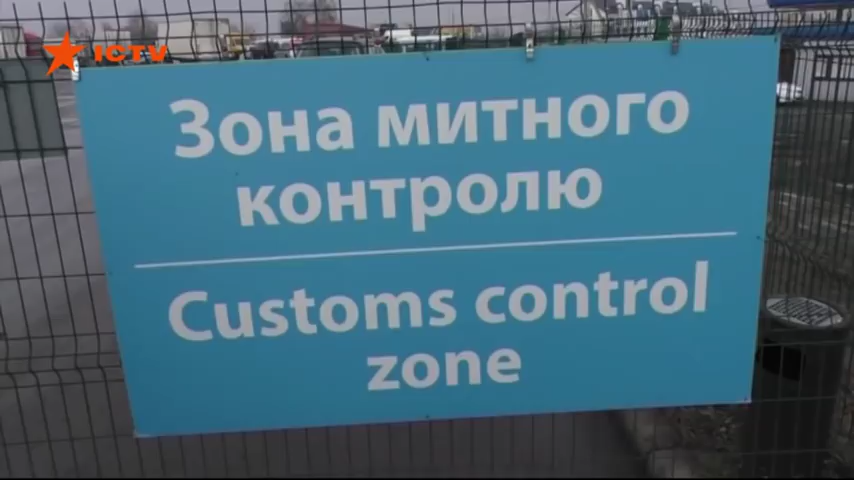 ICTV
Зона митного
контролю
Customs control
zone